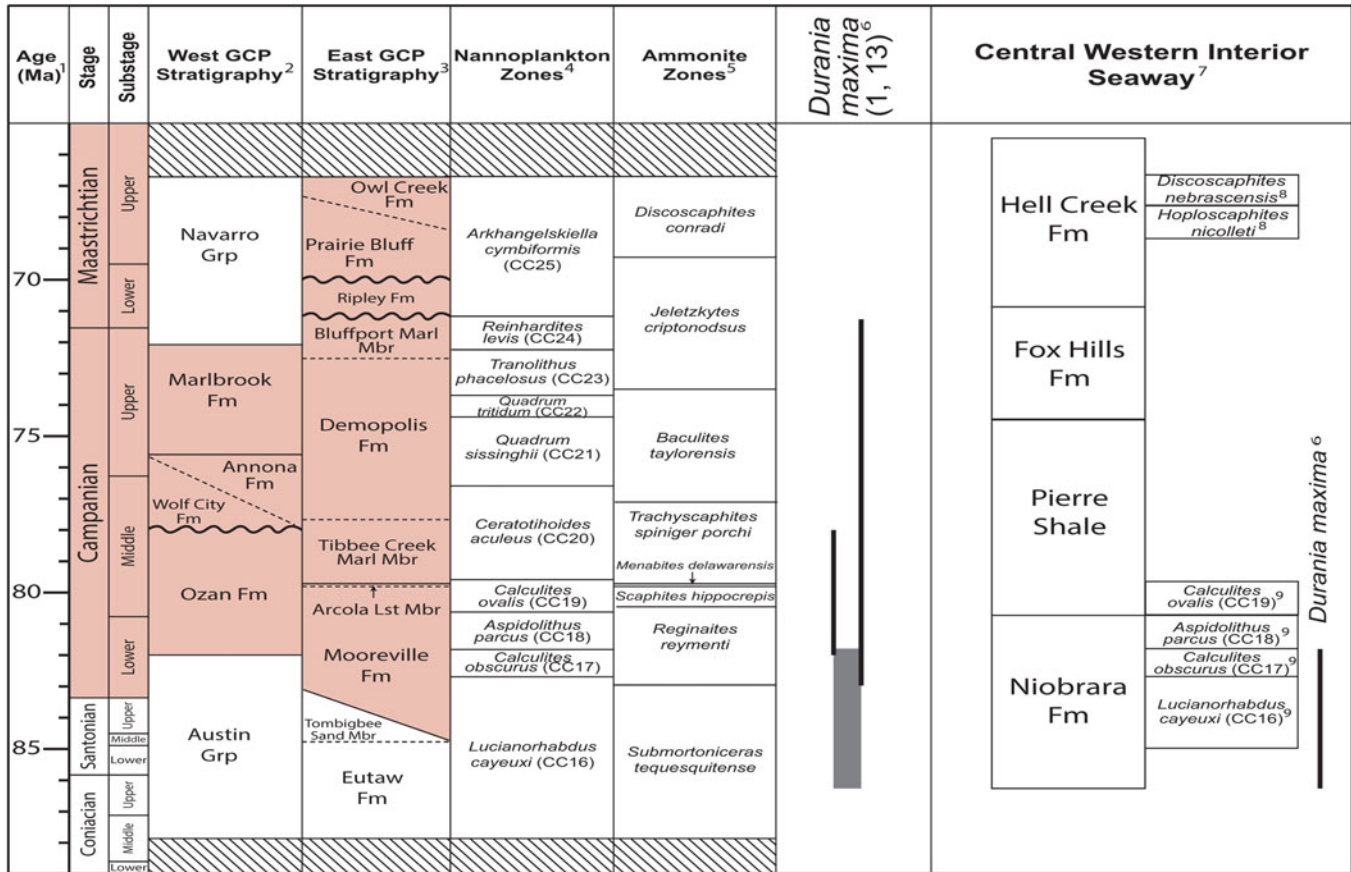 Age
(Ma)1
Stage
Substage
West GCP
Stratigraphy2
East GCP
Stratigraphy3
Nannoplankton
Zones4
Ammonite
Zones5
Durania
maxima6
(1, 13)
Central Western Interior
Seaway7
70
75
80
85
Maastrichtian
Campanian
Santonian
Coniacian
Upper
Lower
Upper
Middle
Lower
Upper
Middle
Lower
Upper
Middle
Lower
Navarro
Grp
Marlbrook
Fm
Annona
Fm
Wolf City
Fm
Ozan Fm
Austin
Grp
Owl Creek
Fm
Prairie Bluff
Fm
Ripley Fm
Bluffport Marl
Mbr
Demopolis
Fm
Tibbee Creek
Marl Mbr
Arcola Lst Mbr
Mooreville
Fm
Tombigbee
Sand Mbr
Eutaw
Fm
Arkhangelskiella
cymbiformis
(CC25)
Reinhardites
levis (CC24)
Tranolithus
phacelosus (CC23)
Quadrum
tritidum (CC22)
Quadrum
sissinghii (CC21)
Ceratotihoides
aculeus (CC20)
Calculites
ovalis (CC19)
Aspidolithus
parcus (CC18)
Calculites
obscurus (CC17)
Lucianorhabdus
cayeuxi (CC16)
Discoscaphites
conradi
Jeletzkytes
criptonodsus
Baculites
taylorensis
Trachyscaphites
spiniger porchi
Menabites delawarensis
Scaphites hippocrepis
Reginaites
reymenti
Submortoniceras
tequesquitense
Hell Creek
Fm
Fox Hills
Fm
Pierre
Shale
Niobrara
Fm
Discoscaphites
nebrascensis8
Hoploscaphites
nicolleti8
Calculites
ovalis (CC19)9
Aspidolithus
parcus (CC18)9
Calculites
obscurus (CC17)9
Lucianorhabdus
cayeuxi (CC16)9
Durania maxima6